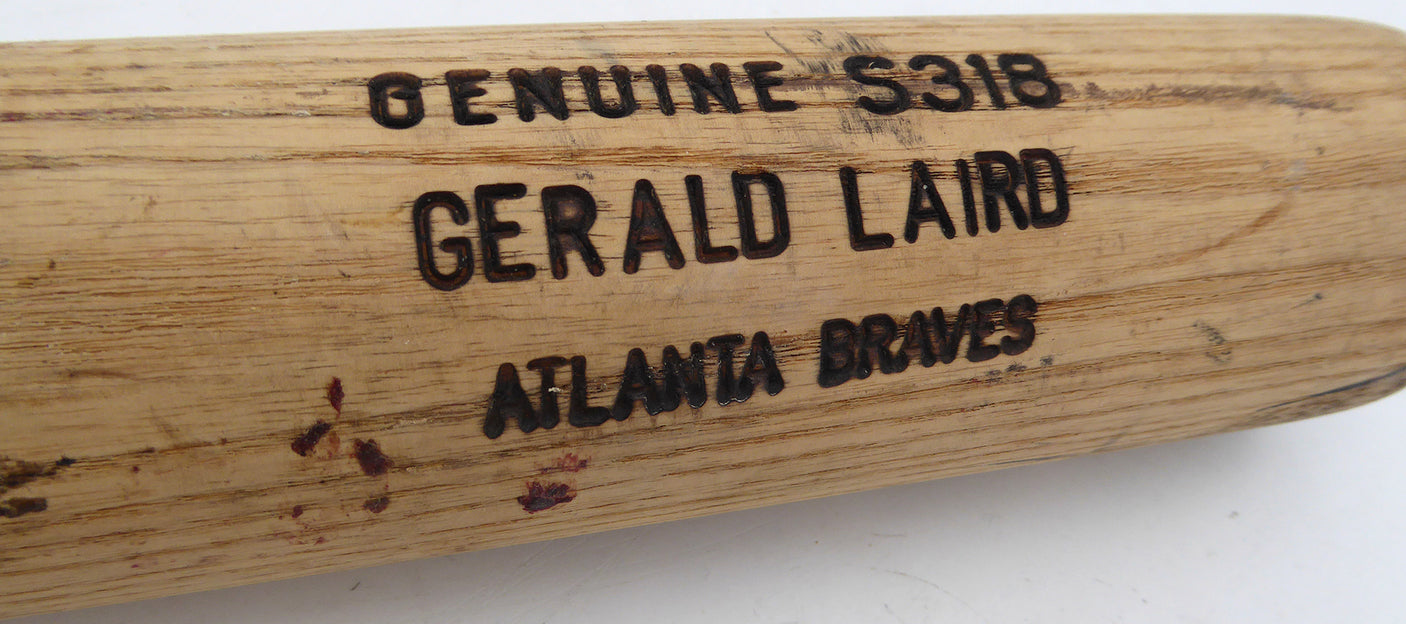 GENUINE S318
GERALD LAIRD
ATLANTA BRAVES